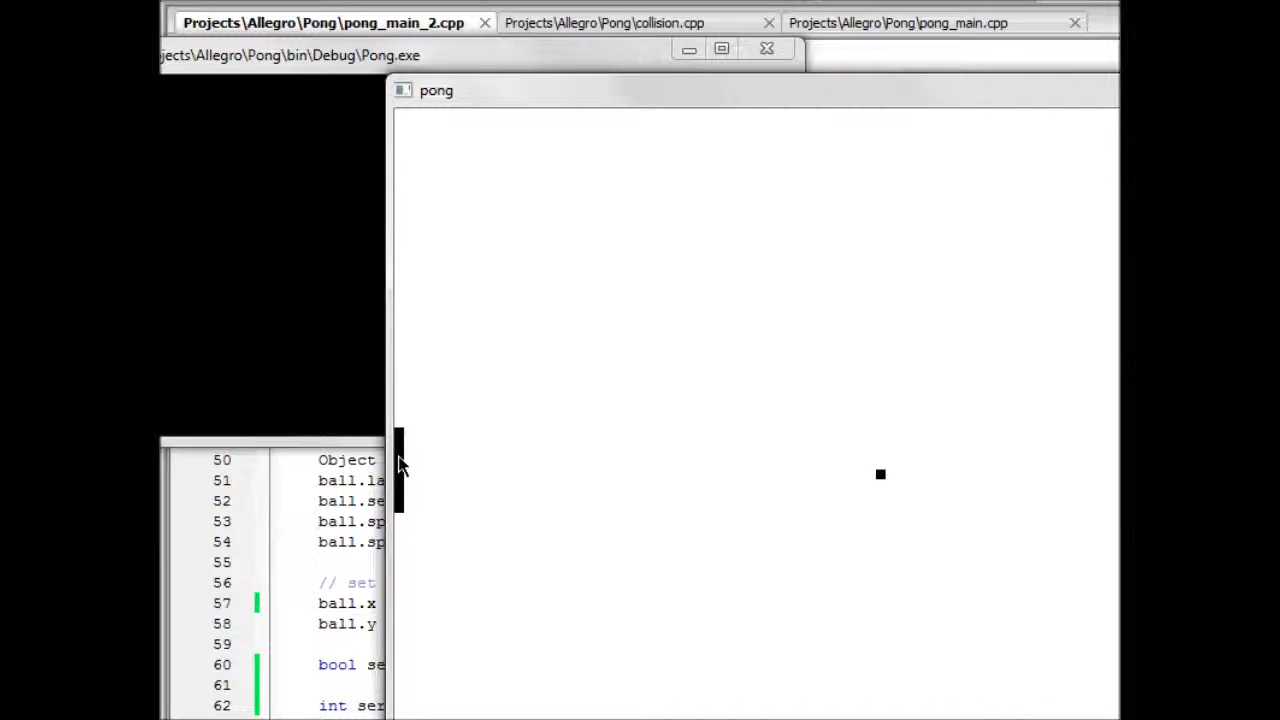 Projects\Allegro\Pong\pong_main_2.cpp
Projects\Allegro\Pong\collision.cpp
Projects\Allegro\Pong\pong_main.cpp
jects\Allegro\Pong\bin\Debug\Pong.exe
pong
50 Object
51 ball.la
52 ball.se
53 ball.sp
54 ball.sp
55
56 // set
57 ball.x
58 ball.y
59
60 bool se
61
62 int ser